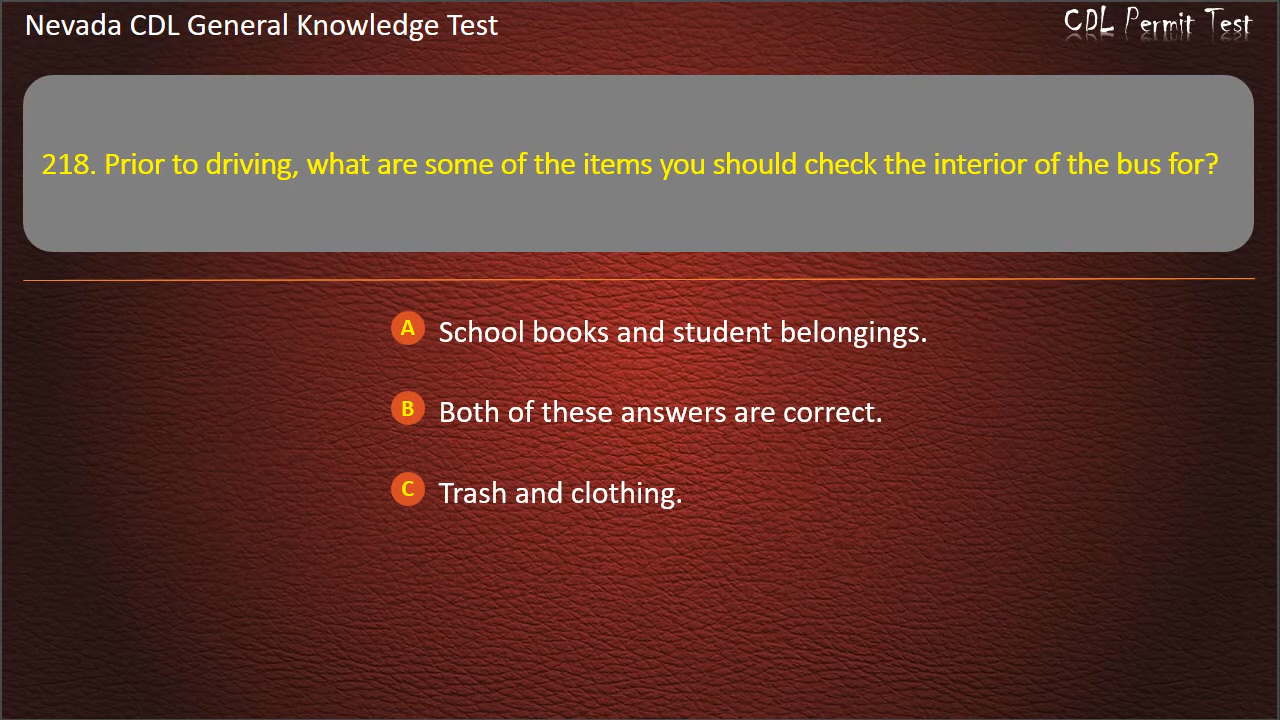 Nevada CDL General Knowledge Test
CDL Permit Test
218. Prior to driving, what are some of the items you should check the interior of the bus for?
A School books and student belongings.
B Both of these answers are correct.
C Trash and clothing.